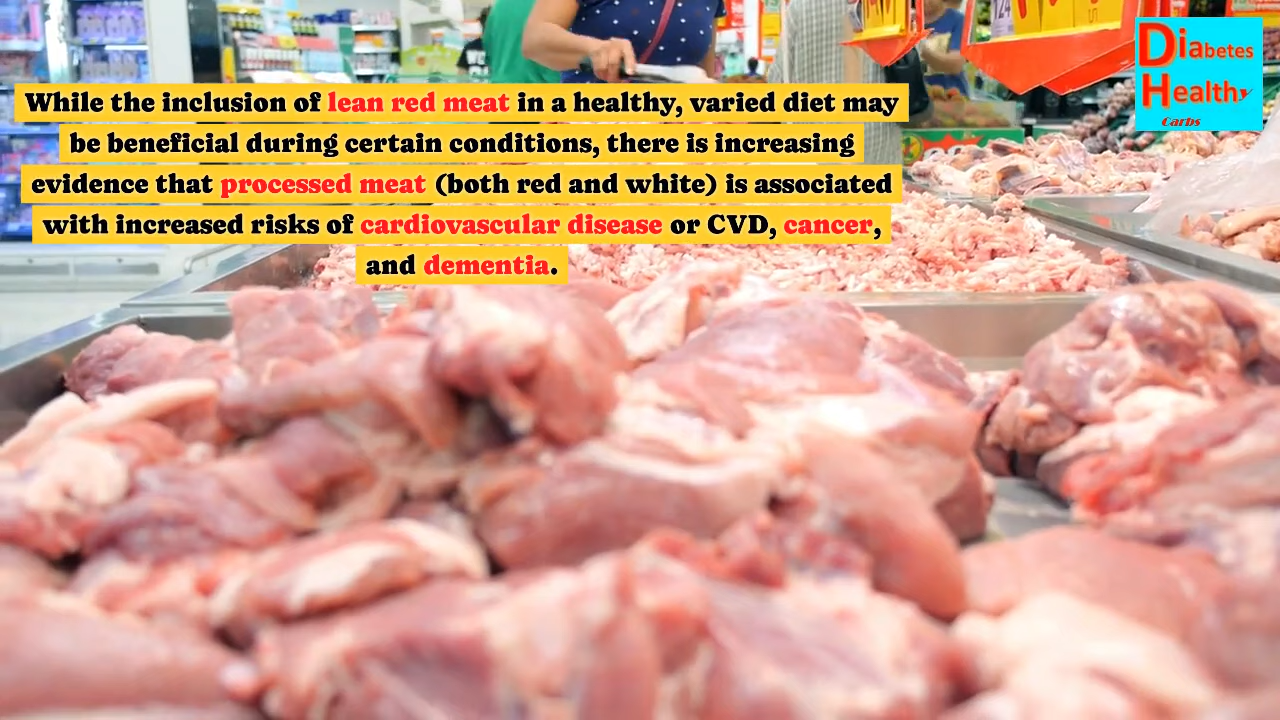 While the inclusion of lean red meat in a healthy, varied diet may
be beneficial during certain conditions, there is increasing
evidence that processed meat (both red and white) is associated
with increased risks of cardiovascular disease or CVD, cancer,
and dementia.
Diabetes
Healthy
Carbs